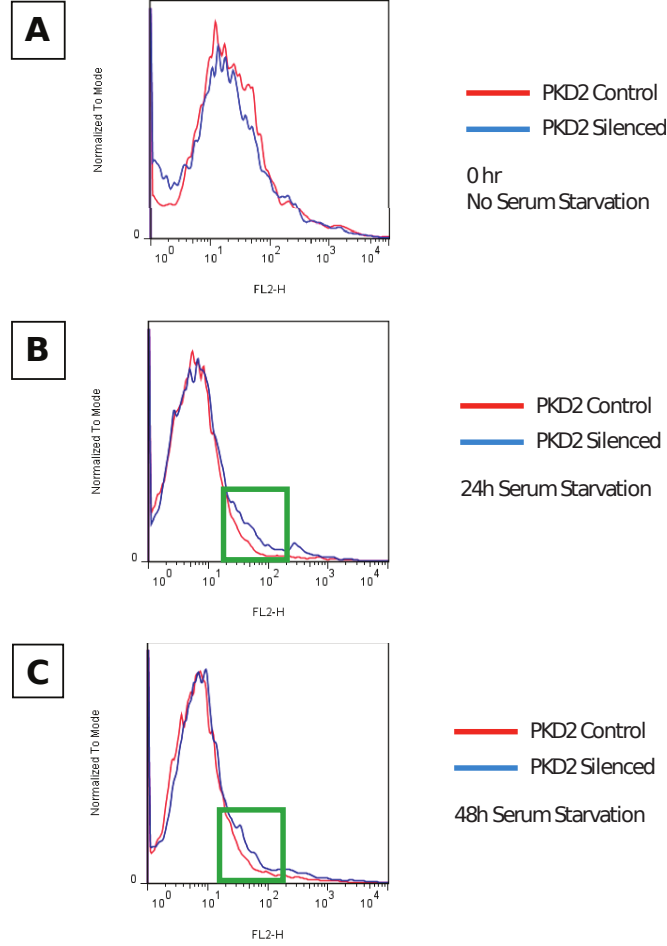 A
Normalized To Mode
0
10^0 10^1 10^2 10^3 10^4
FL2-H
PKD2 Control
PKD2 Silenced
0 hr
No Serum Starvation
B
Normalized To Mode
0
10^0 10^1 10^2 10^3 10^4
FL2-H
PKD2 Control
PKD2 Silenced
24h Serum Starvation
C
Normalized To Mode
0
10^0 10^1 10^2 10^3 10^4
FL2-H
PKD2 Control
PKD2 Silenced
48h Serum Starvation